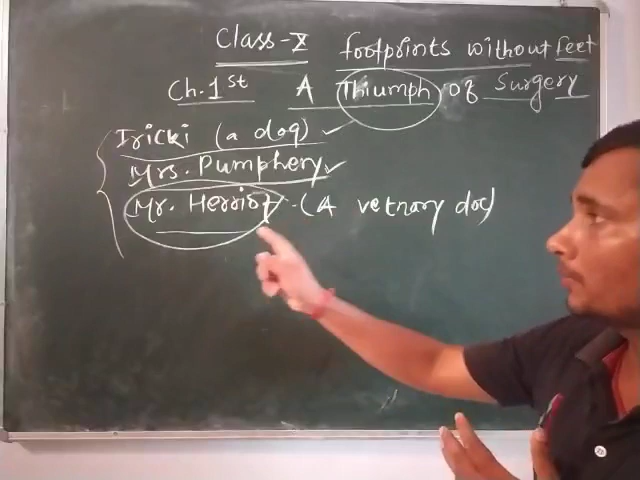 Class-X footprints without feet
Ch. 1st A Thiumph of Surgery
Tricki (a dog)
Mrs. Pumphery
Mr. Herriot (A vetnary doc)